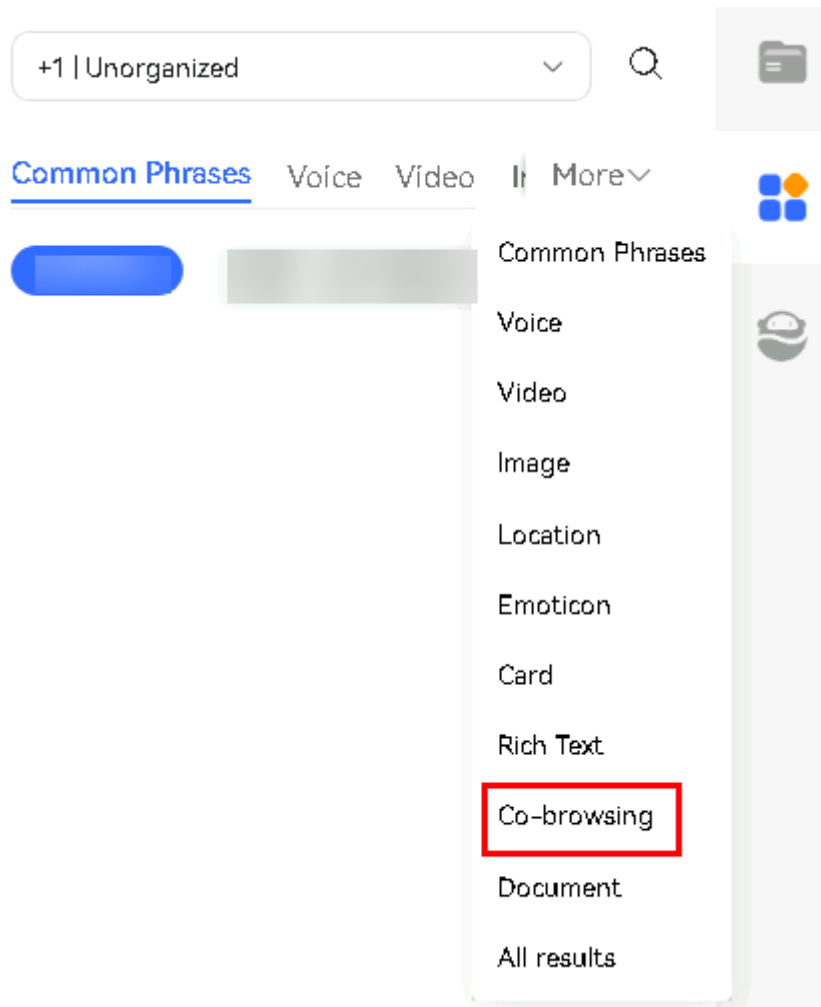 +1 | Unorganized
Common Phrases Voice Video More
Common Phrases
Voice
Video
Image
Location
Emoticon
Card
Rich Text
Co-browsing
Document
All results